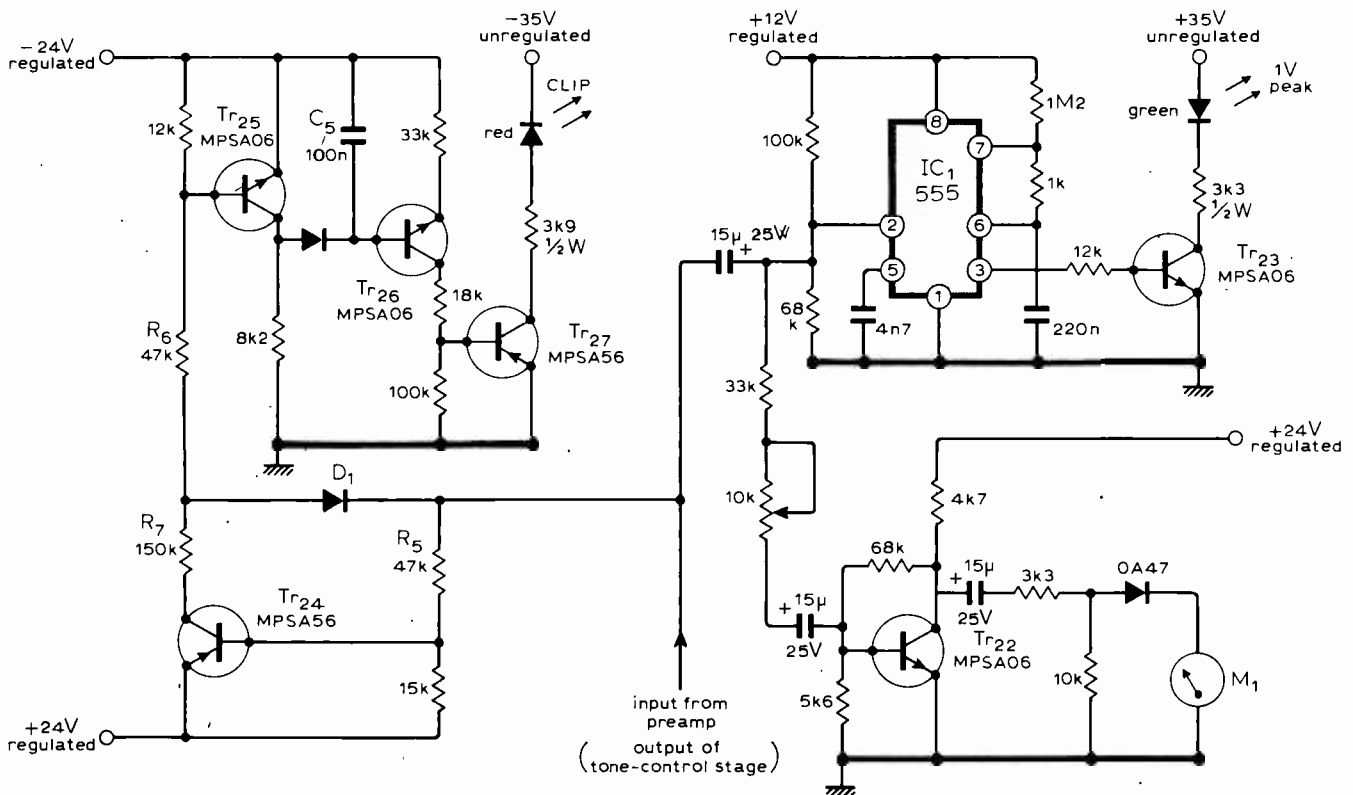 −24V
regulated
12k
Tr25
MPSA06
C5
100n
33k
−35V
unregulated
CLIP
red
3k9
½W
Tr26
MPSA06
18k
Tr27
MPSA56
R6
47k
8k2
100k
D1
R7
150k
R5
47k
Tr24
MPSA56
15k
+24V
regulated
input from
preamp
( output of
tone-control stage )
+12V
regulated
100k
8
7
IC1
555
2
6
5
3
1
1M2
1k
15μ
+ 25V
68
k
4n7
220n
12k
Tr23
MPSA06
+35V
unregulated
green
1V
peak
3k3
½W
33k
10k
+ 15μ
25V
68k
5k6
Tr22
MPSA06
4k7
+24V
regulated
+ 15μ
25V
3k3
OA47
10k
M1